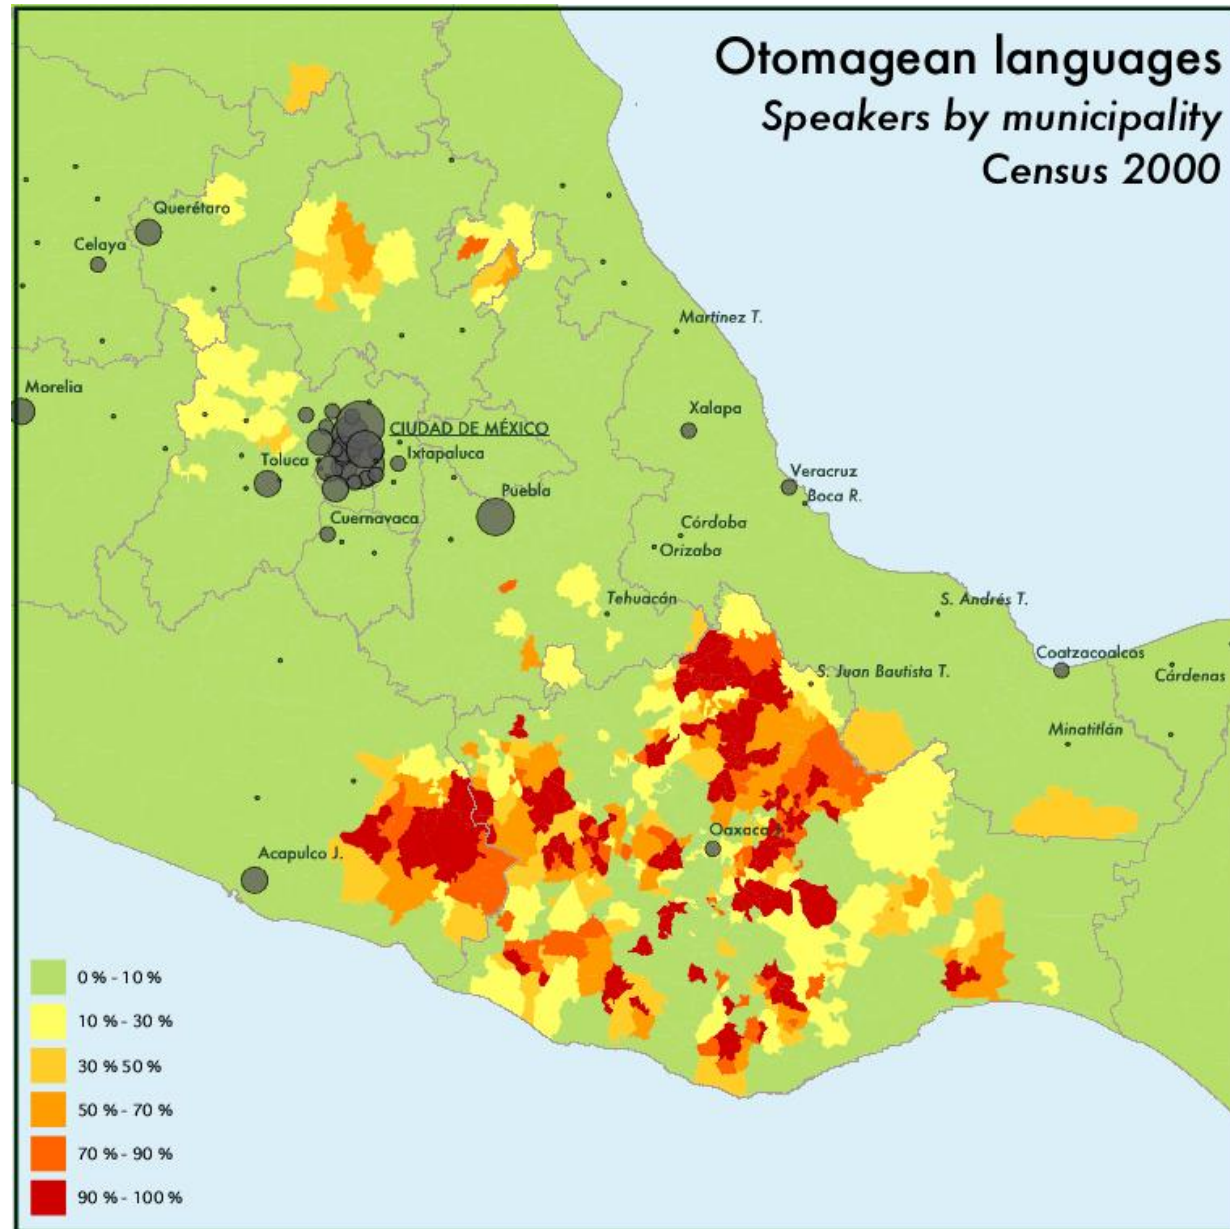 Otomagean languages
Speakers by municipality
Census 2000
Querétaro
Celaya
Martínez T.
Morelia
Xalapa
CIUDAD DE MÉXICO
Ixtapaluca
Toluca
Veracruz
Puebla
Boca R.
Cuernavaca
Córdoba
Orizaba
Tehuacán
S. Andrés T.
Coatzacoalcos
S. Juan Bautista T.
Cárdenas
Minatitlán
Oaxaca J.
Acapulco J.
0 % - 10 %
10 % - 30 %
30 % 50 %
50 % - 70 %
70 % - 90 %
90 % - 100 %